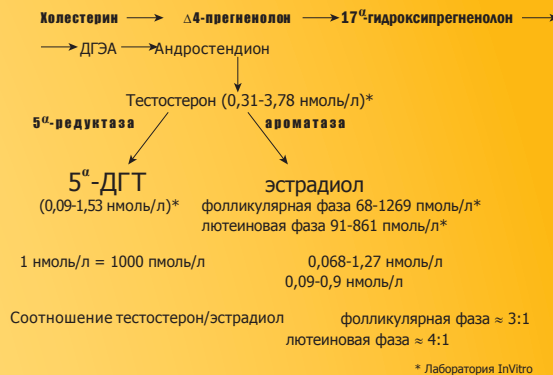 Холестерин → Δ4-прегненолон → 17α-гидроксипрегненолон →
→ ДГЭА → Андростендион
Тестостерон (0,31-3,78 нмоль/л)*
5α-редуктаза ароматаза
5α-ДГТ эстрадиол
(0,09-1,53 нмоль/л)* фолликулярная фаза 68-1269 пмоль/л*
лютеиновая фаза 91-861 пмоль/л*
1 нмоль/л = 1000 пмоль/л 0,068-1,27 нмоль/л
0,09-0,9 нмоль/л
Соотношение тестостерон/эстрадиол фолликулярная фаза ≈ 3:1
лютеиновая фаза ≈ 4:1
* Лаборатория InVitro